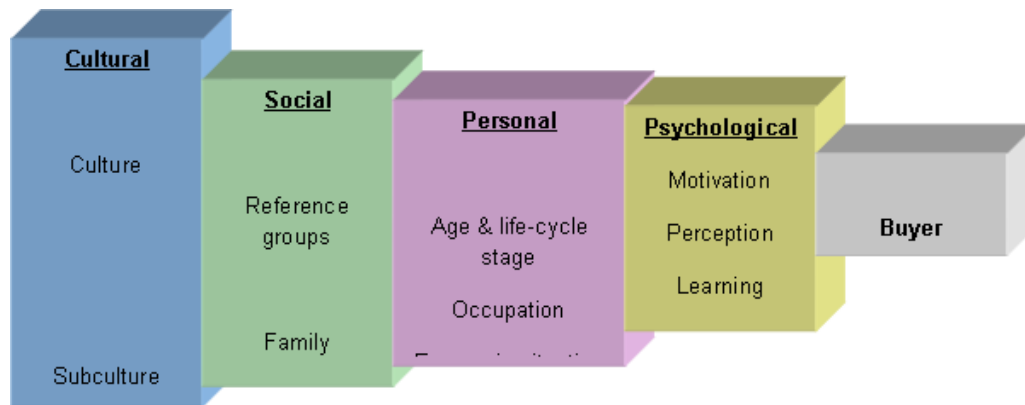 Cultural
Culture
Subculture
Social
Reference
groups
Family
Personal
Age & life-cycle
stage
Occupation
Psychological
Motivation
Perception
Learning
Buyer